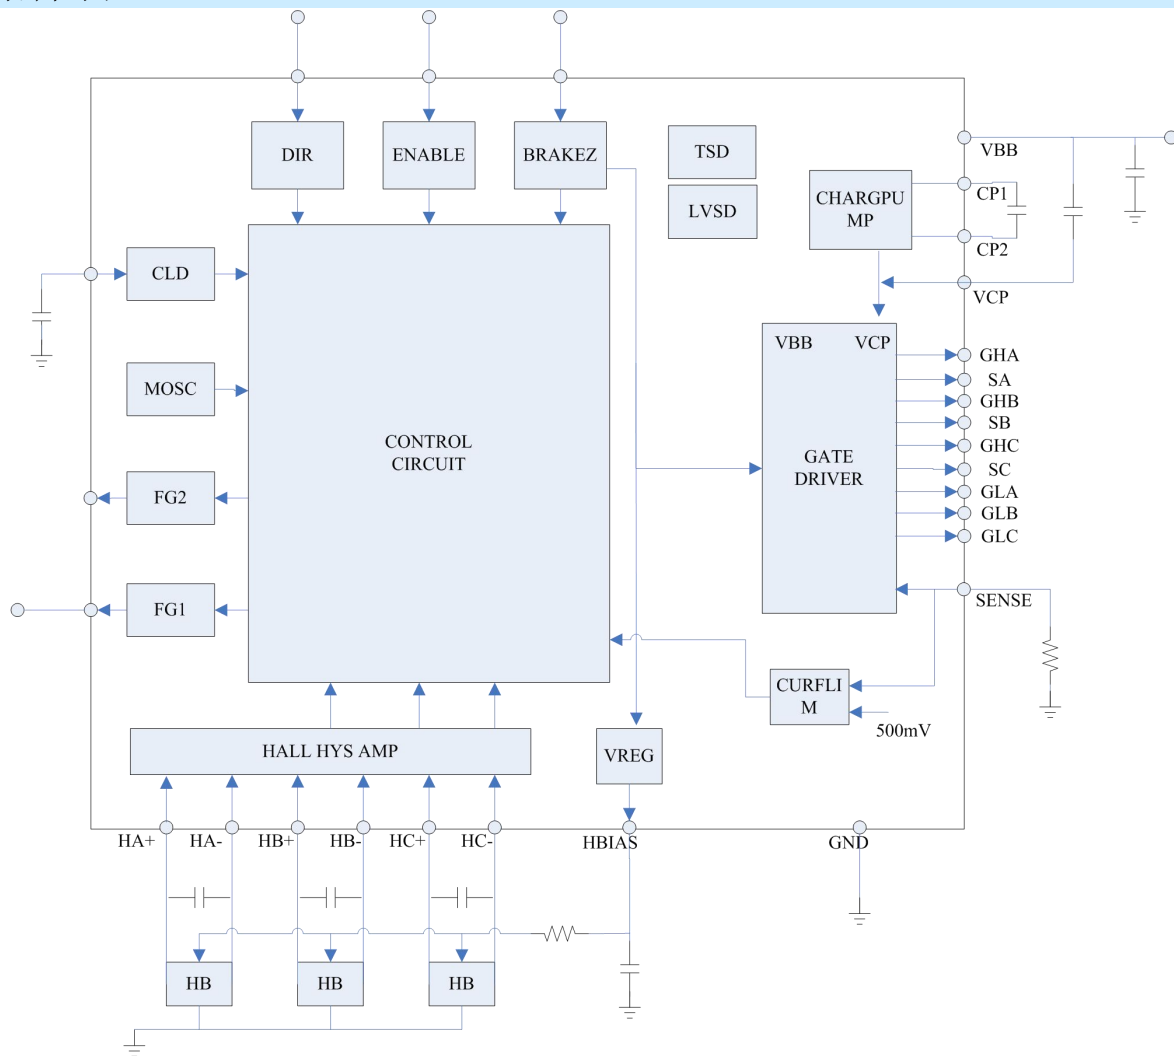 DIR
ENABLE
BRAKEZ
TSD
LVSD
VBB
CHARGPU
MP
CP1
CP2
VCP
CLD
MOSC
FG2
FG1
CONTROL
CIRCUIT
VBB VCP
GATE
DRIVER
GHA
SA
GHB
SB
GHC
SC
GLA
GLB
GLC
SENSE
CURFLI
M
500mV
HALL HYS AMP
VREG
HA+ HA- HB+ HB- HC+ HC- HBIAS GND
HB HB HB